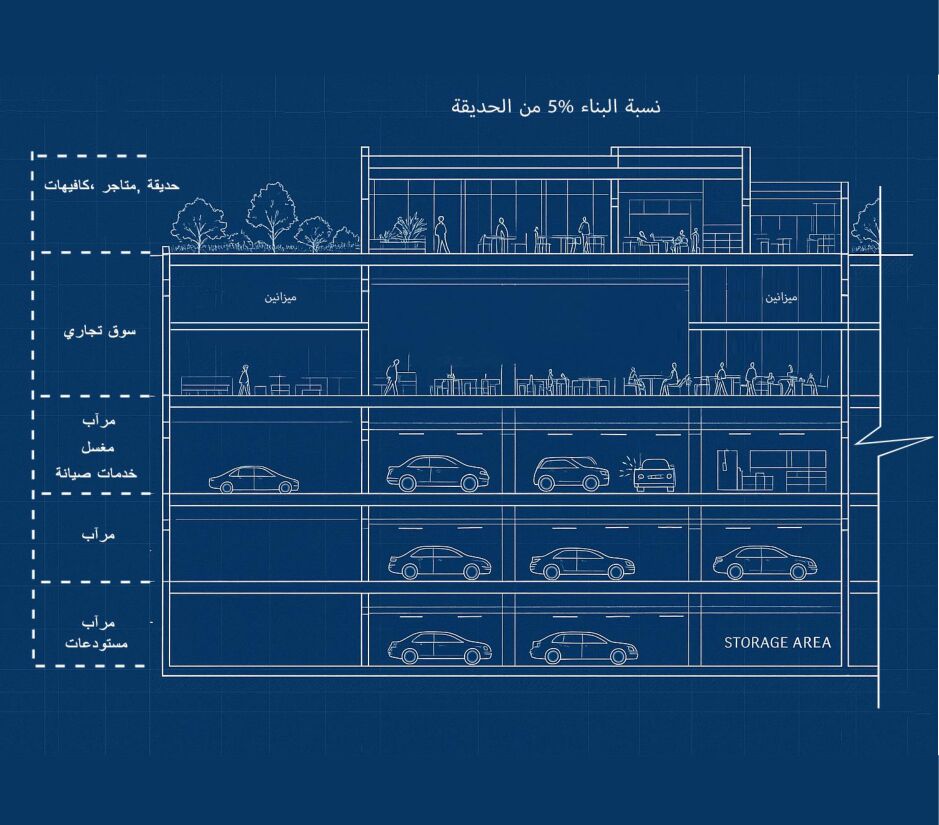 نسبة البناء 5% من الحديقة
حديقة ,متاجر ،كافيهات
ميزانين
ميزانين
سوق تجاري
مرآب
مغسل
خدمات صيانة
مرآب
مرآب
مستودعات
STORAGE AREA